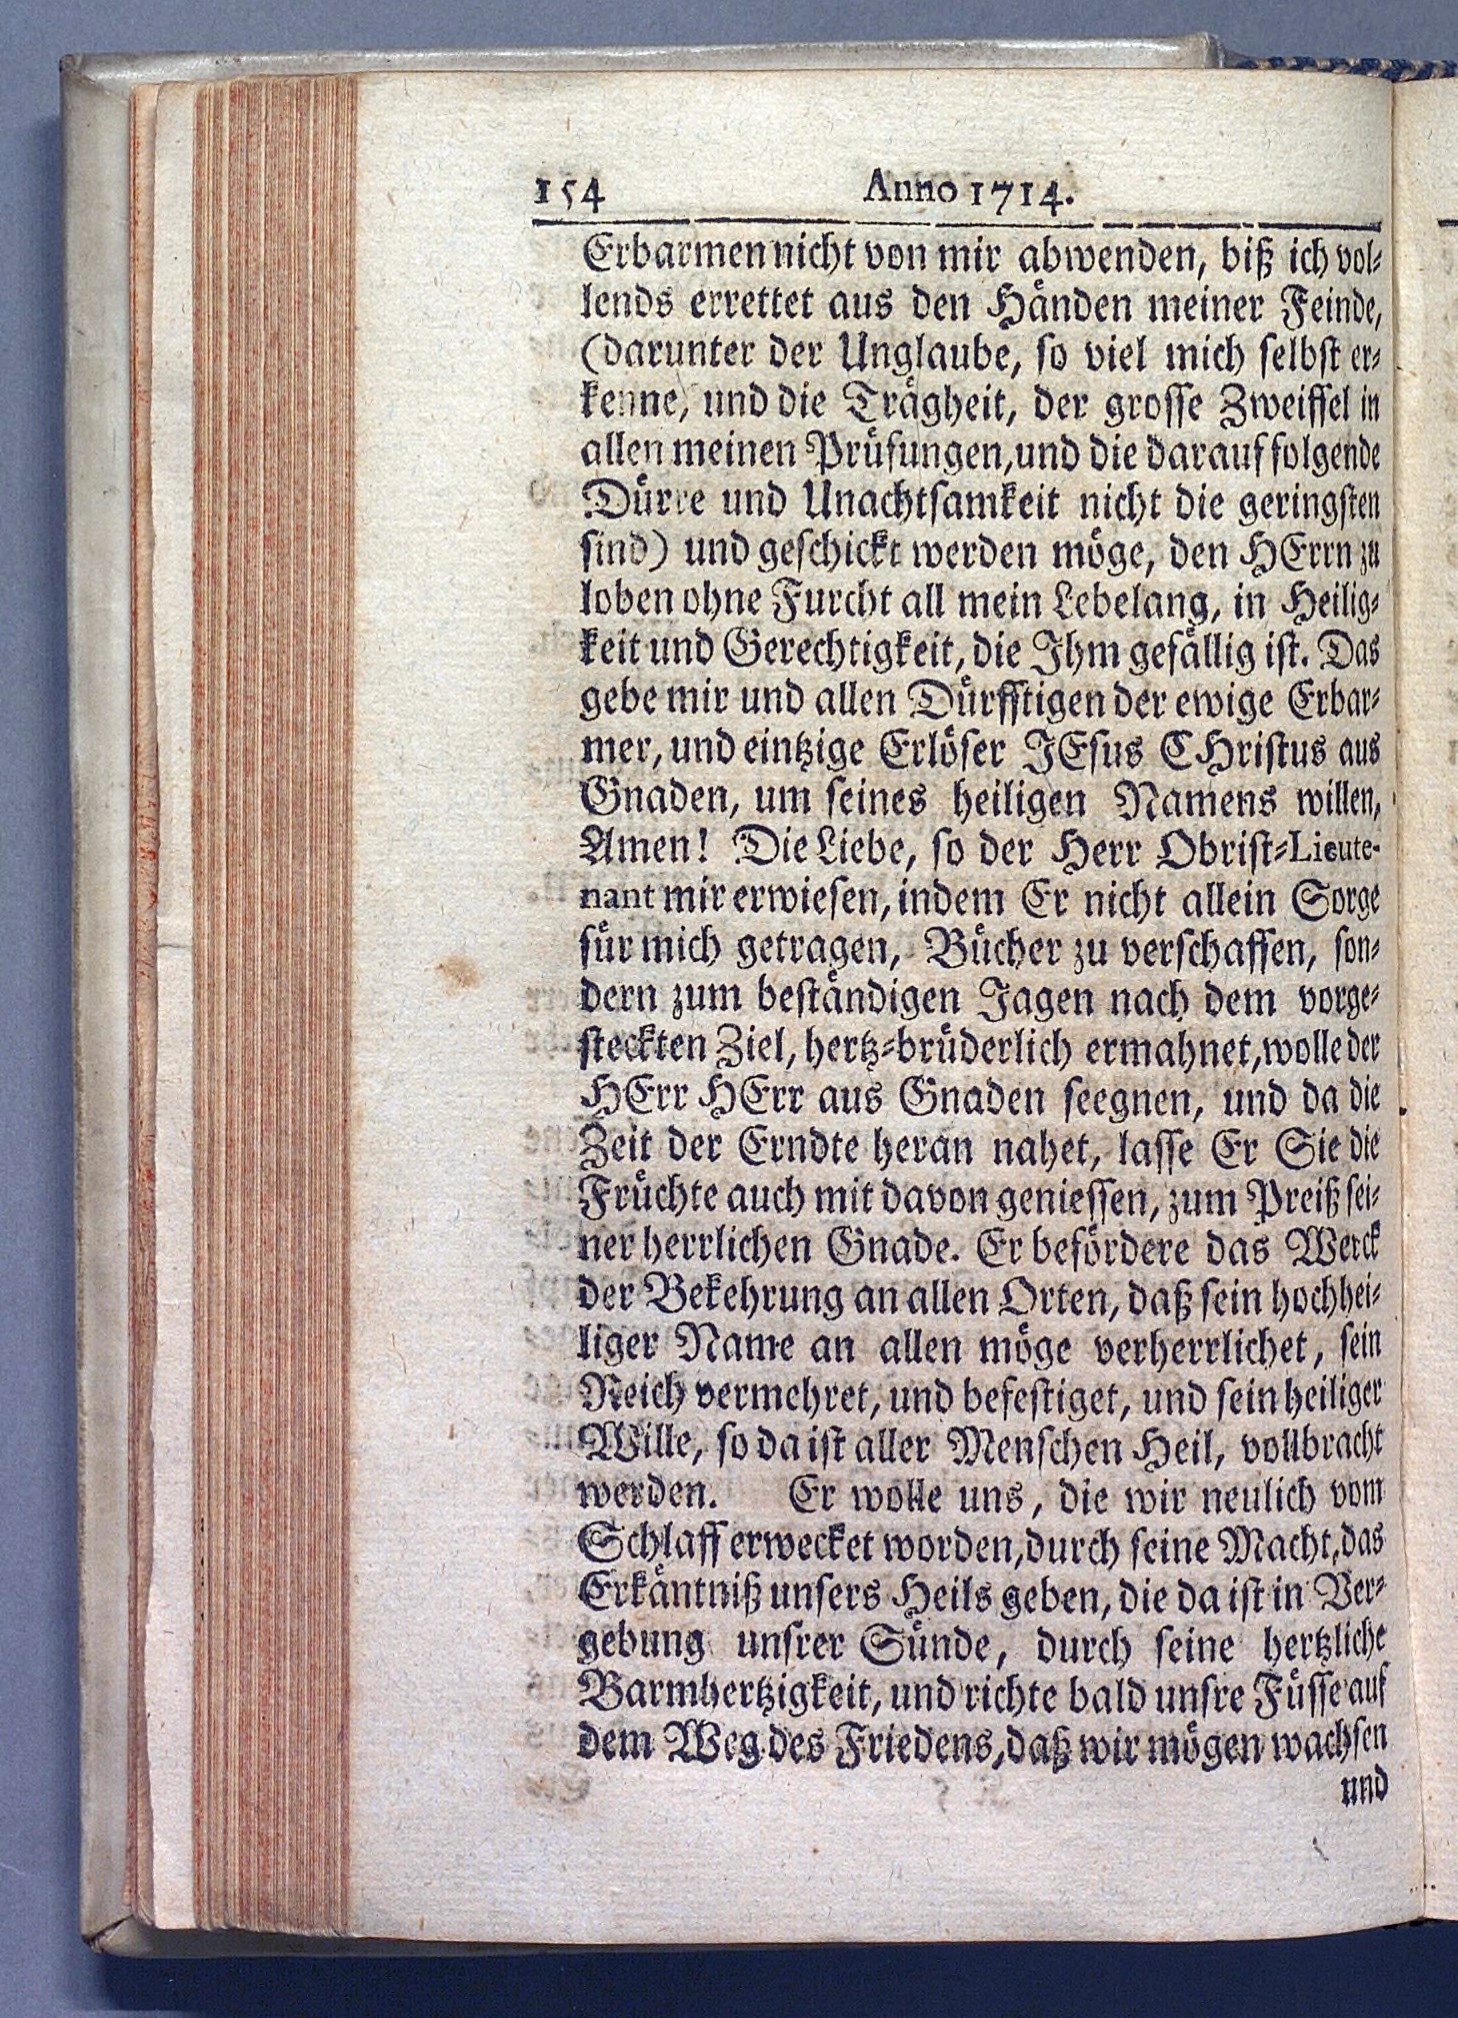 154 Anno 1714.
Erbarmen nicht von mir abwenden, biß ich vol⸗
lends errettet aus den Händen meiner Feinde,
(darunter der Unglaube, so viel mich selbst er⸗
kenne, und die Trägheit, der grosse Zweiffel in
allen meinen Prüfungen, und die darauf folgende
Dürre und Unachtsamkeit nicht die geringsten
sind) und geschickt werden möge, den HErrn zu
loben ohne Furcht all mein Lebelang, in Heilig⸗
keit und Gerechtigkeit, die Ihm gefällig ist. Das
gebe mir und allen Dürfftigen der ewige Erbar⸗
mer, und eintzige Erlöser JEsus CHristus aus
Gnaden, um seines heiligen Namens willen,
Amen! Die Liebe, so der Herr Obrist⸗Lieute-
nant mir erwiesen, indem Er nicht allein Sorge
für mich getragen, Bücher zu verschaffen, son⸗
dern zum beständigen Jagen nach dem vorge⸗
steckten Ziel, hertz⸗brüderlich ermahnet, wolle der
HErr HErr aus Gnaden seegnen, und da die
Zeit der Erndte heran nahet, lasse Er Sie die
Früchte auch mit davon geniessen, zum Preiß sei⸗
ner herrlichen Gnade. Er befördere das Werck
der Bekehrung an allen Orten, daß sein hochhei⸗
liger Name an allen möge verherrlichet, sein
Reich vermehret, und befestiget, und sein heiliger
Wille, so da ist aller Menschen Heil, vollbracht
werden. Er wolle uns, die wir neulich vom
Schlaff erwecket worden, durch seine Macht, das
Erkäntniß unsers Heils geben, die da ist in Ver⸗
gebung unsrer Sünde, durch seine hertzliche
Barmhertzigkeit, und richte bald unsre Füsse auf
dem Weg des Friedens, daß wir mögen wachsen
und